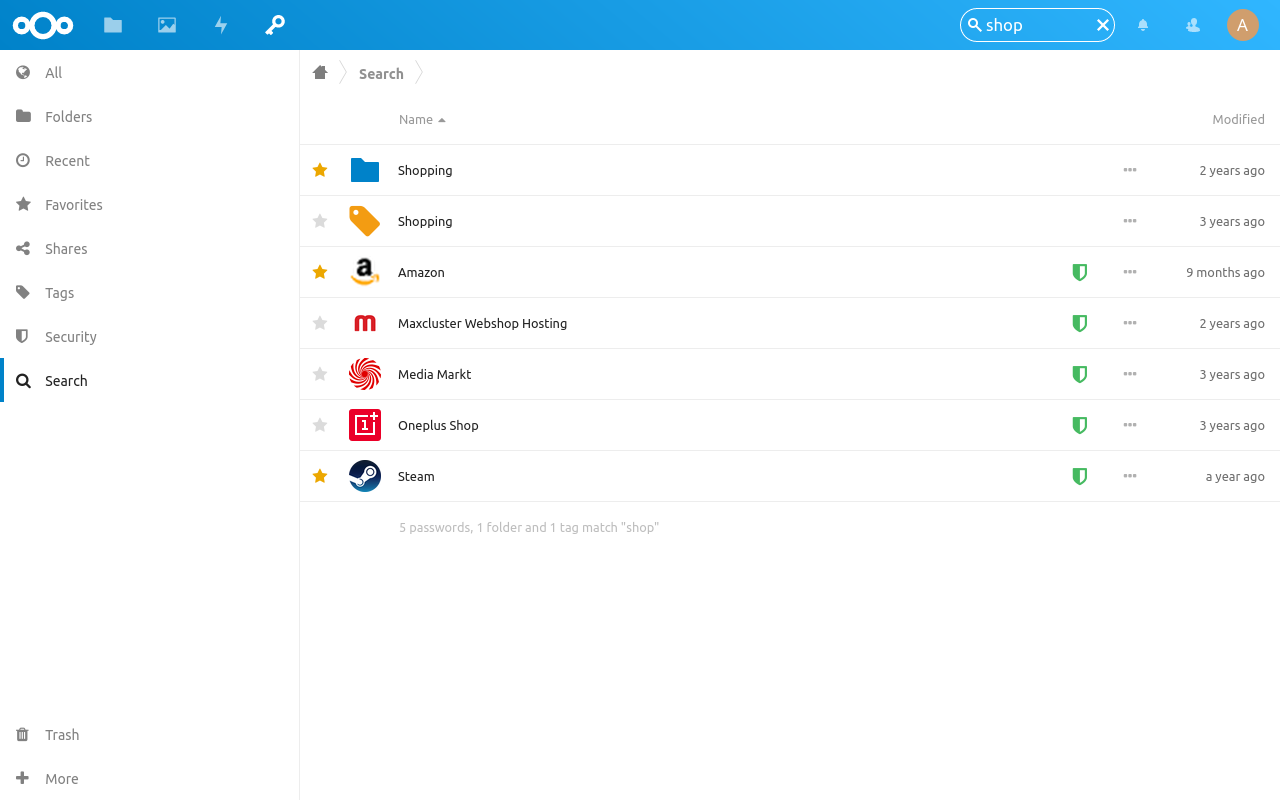 shop
A
All
Folders
Recent
Favorites
Shares
Tags
Security
Search
Trash
More
Search
Name Modified
Shopping 2 years ago
Shopping 3 years ago
Amazon 9 months ago
Maxcluster Webshop Hosting 2 years ago
Media Markt 3 years ago
Oneplus Shop 3 years ago
Steam a year ago
5 passwords, 1 folder and 1 tag match "shop"